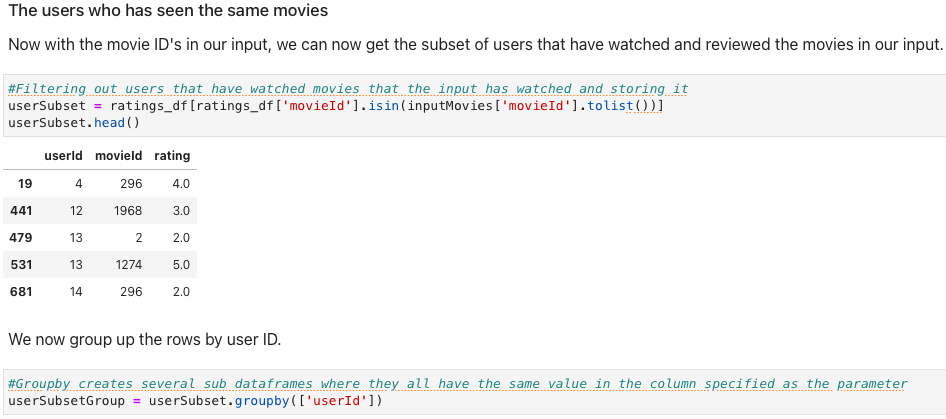 The users who has seen the same movies
Now with the movie ID's in our input, we can now get the subset of users that have watched and reviewed the movies in our input.
#Filtering out users that have watched movies that the input has watched and storing it
userSubset = ratings_df[ratings_df['movieId'].isin(inputMovies['movieId'].tolist())]
userSubset.head()
userId movieId rating
19 4 296 4.0
441 12 1968 3.0
479 13 2 2.0
531 13 1274 5.0
681 14 296 2.0
We now group up the rows by user ID.
#Groupby creates several sub dataframes where they all have the same value in the column specified as the parameter
userSubsetGroup = userSubset.groupby(['userId'])